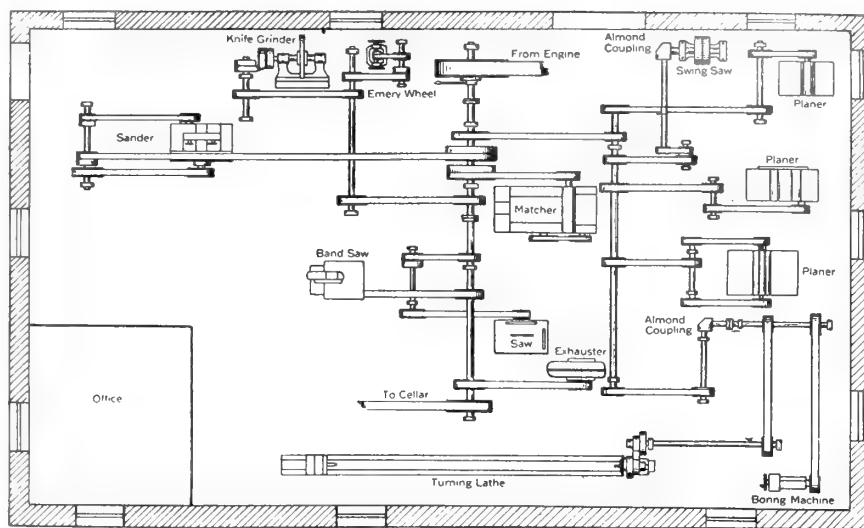 Knife Grinder
From Engine
Almond
Coupling
Swing Saw
Emery Wheel
Planer
Sander
Planer
Matcher
Band Saw
Planer
Almond
Coupling
Saw
Exhauster
Office
To Cellar
Turning Lathe
Boring Machine